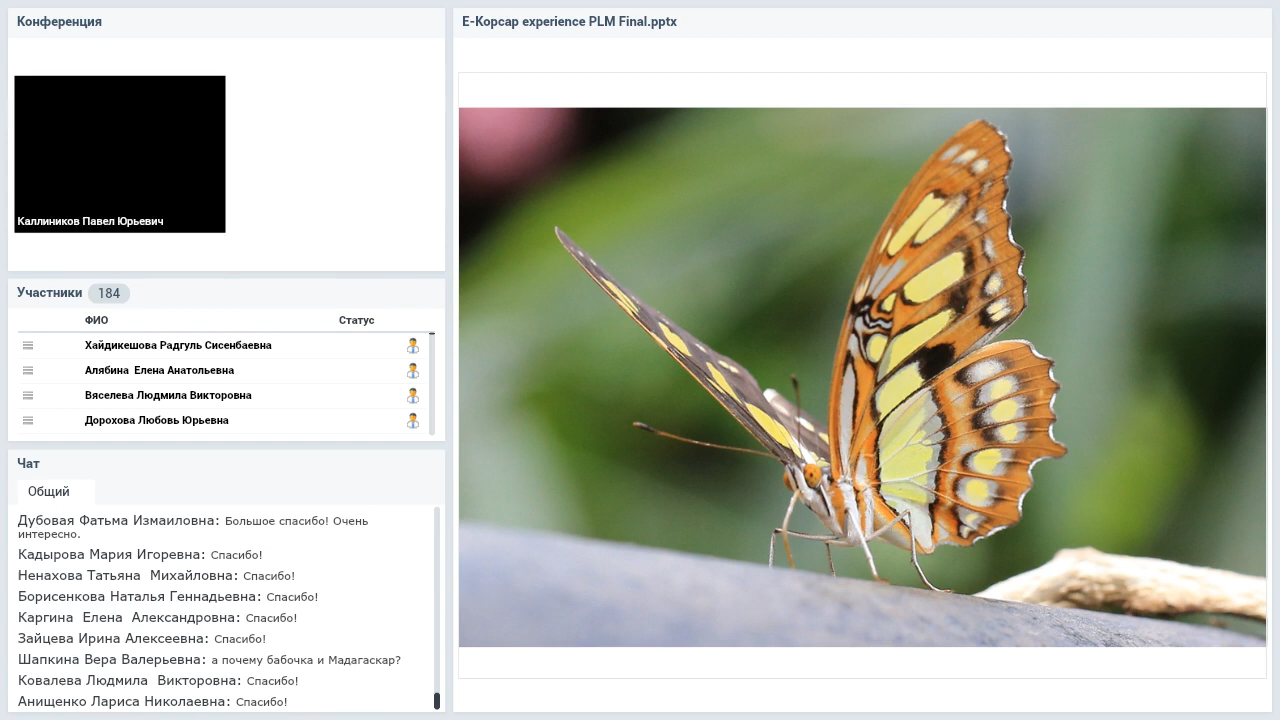 Конференция
Каллиников Павел Юрьевич
Участники 184
ФИО Статус
Хайдикешова Радгуль Сисенбаевна
Алябина  Елена Анатольевна
Вяселева Людмила Викторовна
Дорохова Любовь Юрьевна
Чат
Общий
Дубовая Фатьма Измаиловна: Большое спасибо! Очень
интересно.
Кадырова Мария Игоревна: Спасибо!
Ненахова Татьяна  Михайловна: Спасибо!
Борисенкова Наталья Геннадьевна: Спасибо!
Каргина  Елена  Александровна: Спасибо!
Зайцева Ирина Алексеевна: Спасибо!
Шапкина Вера Валерьевна: а почему бабочка и Мадагаскар?
Ковалева Людмила  Викторовна: Спасибо!
Анищенко Лариса Николаевна: Спасибо!
E-Kopcap experience PLM Final.pptx